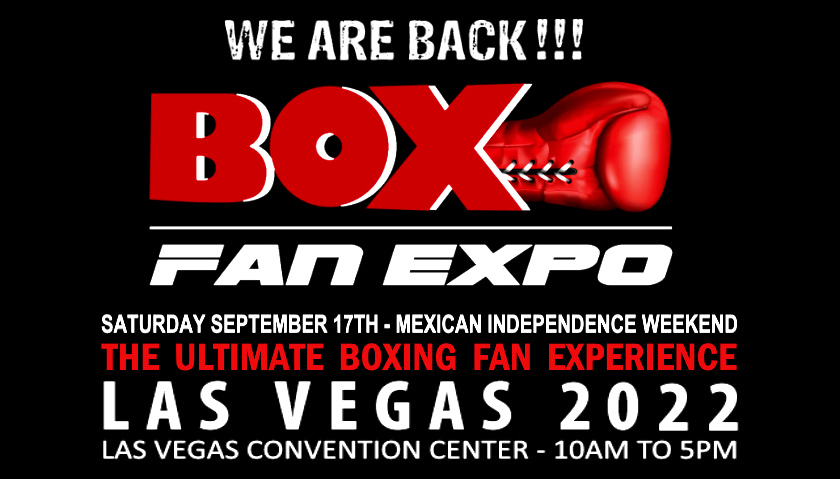 WE ARE BACK!!!
BOX
FAN EXPO
SATURDAY SEPTEMBER 17TH - MEXICAN INDEPENDENCE WEEKEND
THE ULTIMATE BOXING FAN EXPERIENCE
LAS VEGAS 2022
LAS VEGAS CONVENTION CENTER - 10AM TO 5PM